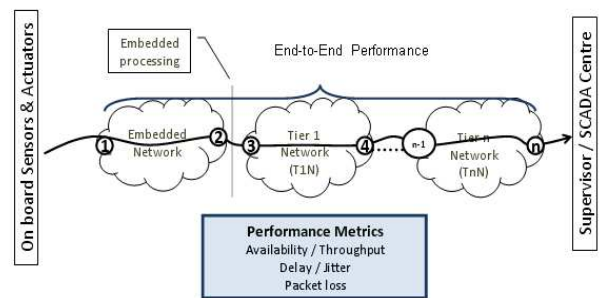 On board Sensors & Actuators
Embedded
processing
End-to-End Performance
1
Embedded
Network
2
3
Tier 1
Network
(T1N)
4
......
n-1
Tier n
Network
(TnN)
n
Supervisor / SCADA Centre
Performance Metrics
Availability / Throughput
Delay / Jitter
Packet loss